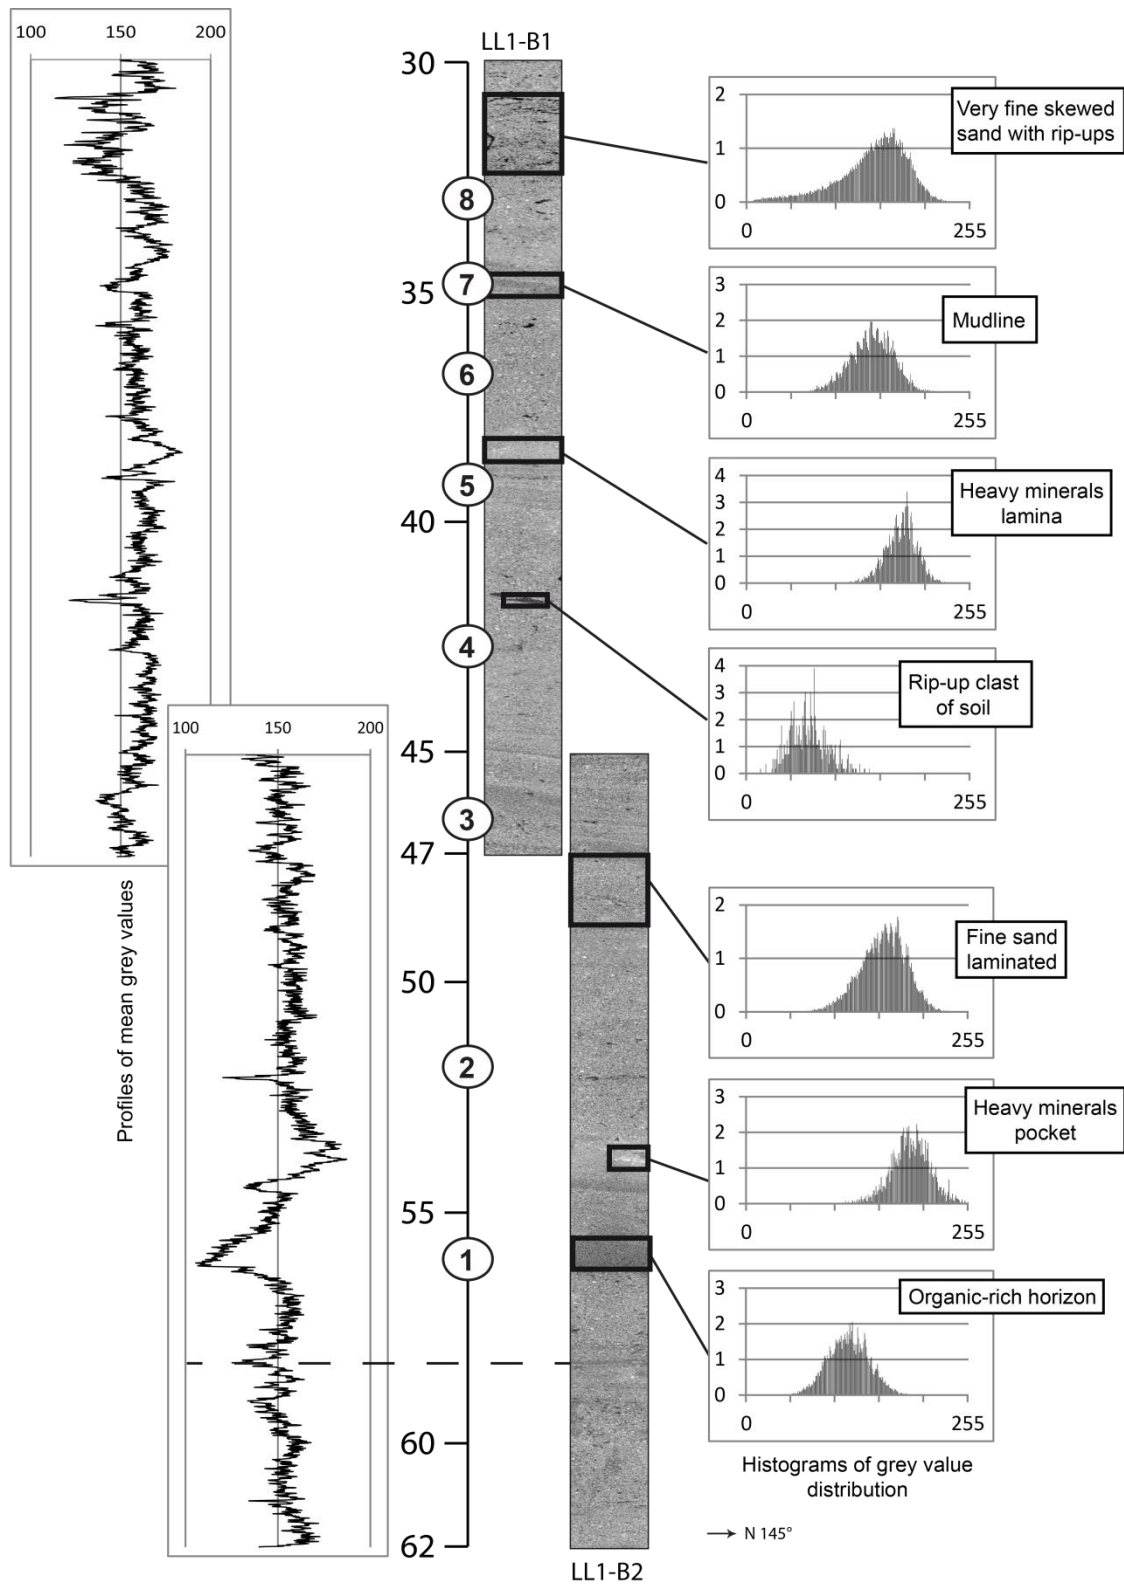 100 150 200
LL1-B1
30
8
7
35
6
5
40
4
45
3
47
50
2
55
1
60
62
LL1-B2
Profiles of mean grey values
100 150 200
2
1
0
0 255
Very fine skewed
sand with rip-ups
3
2
1
0
0 255
Mudline
4
3
2
1
0
0 255
Heavy minerals
lamina
4
3
2
1
0
0 255
Rip-up clast
of soil
2
1
0
0 255
Fine sand
laminated
3
2
1
0
0 255
Heavy minerals
pocket
3
2
1
0
0 255
Organic-rich horizon
Histograms of grey value
distribution
N 145°